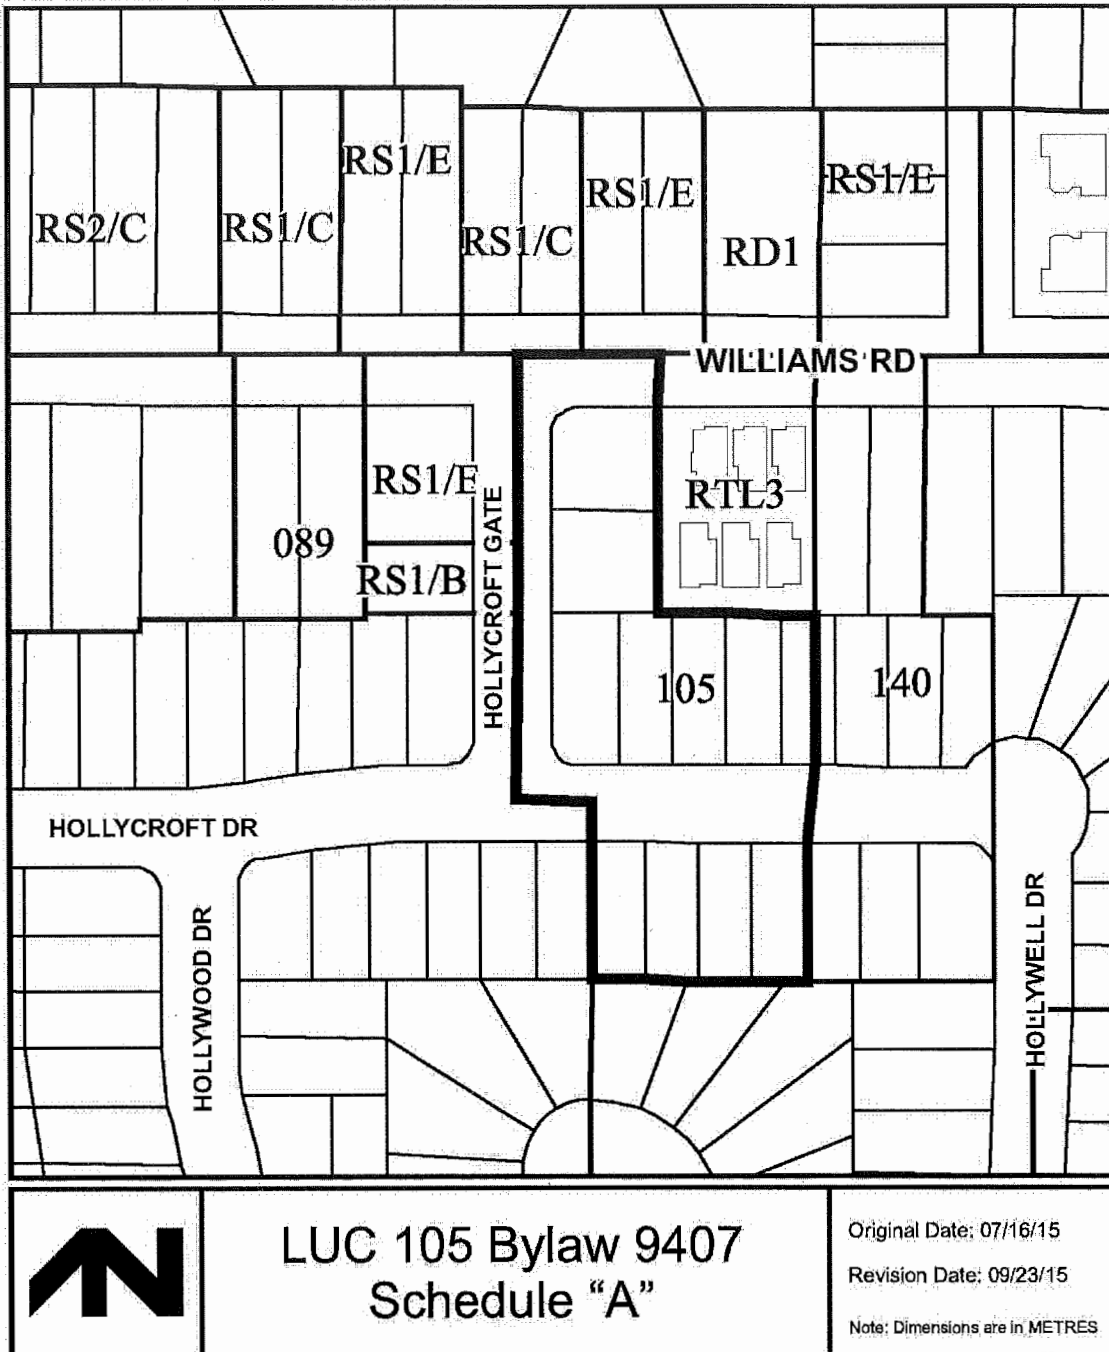 RS1/E
RS1/E
RS1/E
RS2/C
RS1/C
RS1/C
RD1
WILLIAMS RD
RS1/E
RTL3
089
RS1/B
HOLLYCROFT GATE
105
140
HOLLYCROFT DR
HOLLYWOOD DR
HOLLYWELL DR
LUC 105 Bylaw 9407
Schedule “A”
Original Date: 07/16/15
Revision Date: 09/23/15
Note: Dimensions are in METRES